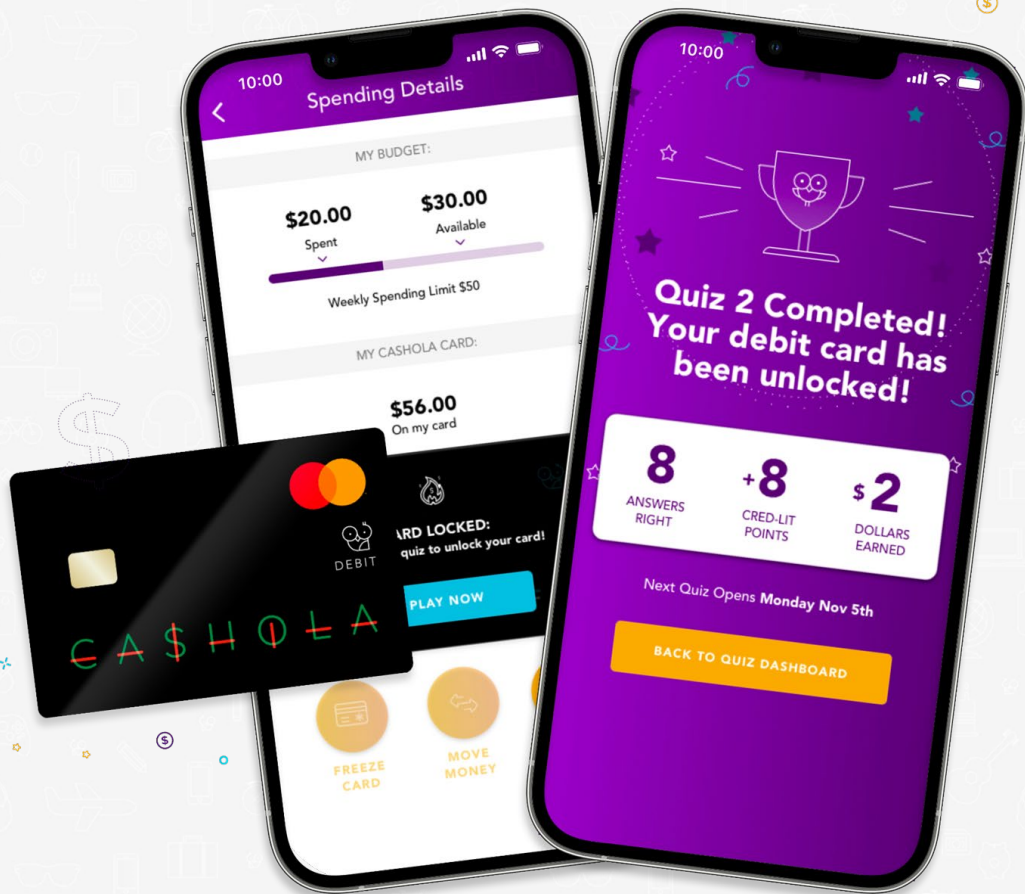 10:00
Spending Details
MY BUDGET:
$20.00
Spent
$30.00
Available
Weekly Spending Limit $50
MY CASHOLA CARD:
$56.00
On my card
LOCKED:
quiz to unlock your card!
PLAY NOW
FREEZE
CARD
MOVE
MONEY
DEBIT
CA$HOLA
10:00
Quiz 2 Completed!
Your debit card has
been unlocked!
8
ANSWERS
RIGHT
+8
CRED-LIT
POINTS
$2
DOLLARS
EARNED
Next Quiz Opens Monday Nov 5th
BACK TO QUIZ DASHBOARD